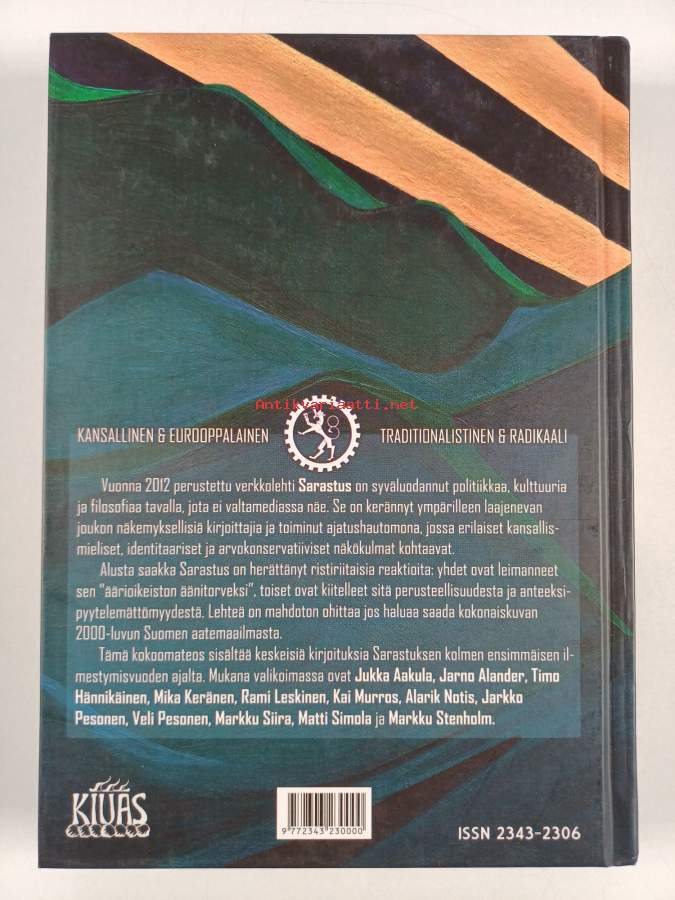 Antikvariaatti.net
KANSALLINEN & EUROOPPALAINEN
TRADITIONALISTINEN & RADIKAALI
Vuonna 2012 perustettu verkkolehti Sarastus on syväluodannut politiikkaa, kulttuuria
ja filosofiaa tavalla, jota ei valtamediassa näe. Se on kerännyt ympärilleen laajenevan
joukon näkemyksellisiä kirjoittajia ja toiminut ajatushautomona, jossa erilaiset kansallis-
mieliset, identitaariset ja arvokonservatiiviset näkökulmat kohtaavat.
Alusta saakka Sarastus on herättänyt ristiriitaisia reaktioita: yhdet ovat leimanneet
sen "äärioikeiston äänitorveksi", toiset ovat kiitelleet sitä perusteellisuudesta ja anteeksi-
pyytelemättömyydestä. Lehteä on mahdoton ohittaa jos haluaa saada kokonaiskuvan
2000-luvun Suomen aatemaailmasta.
Tämä kokoomateos sisältää keskeisiä kirjoituksia Sarastuksen kolmen ensimmäisen il-
mestymisvuoden ajalta. Mukana valikoimassa ovat Jukka Aakula, Jarno Alander, Timo
Hännikäinen, Mika Keränen, Rami Leskinen, Kai Murros, Alarik Notis, Jarkko
Pesonen, Veli Pesonen, Markku Siira, Matti Simola ja Markku Stenholm.
KIUAS
9 772343 230000
ISSN 2343-2306